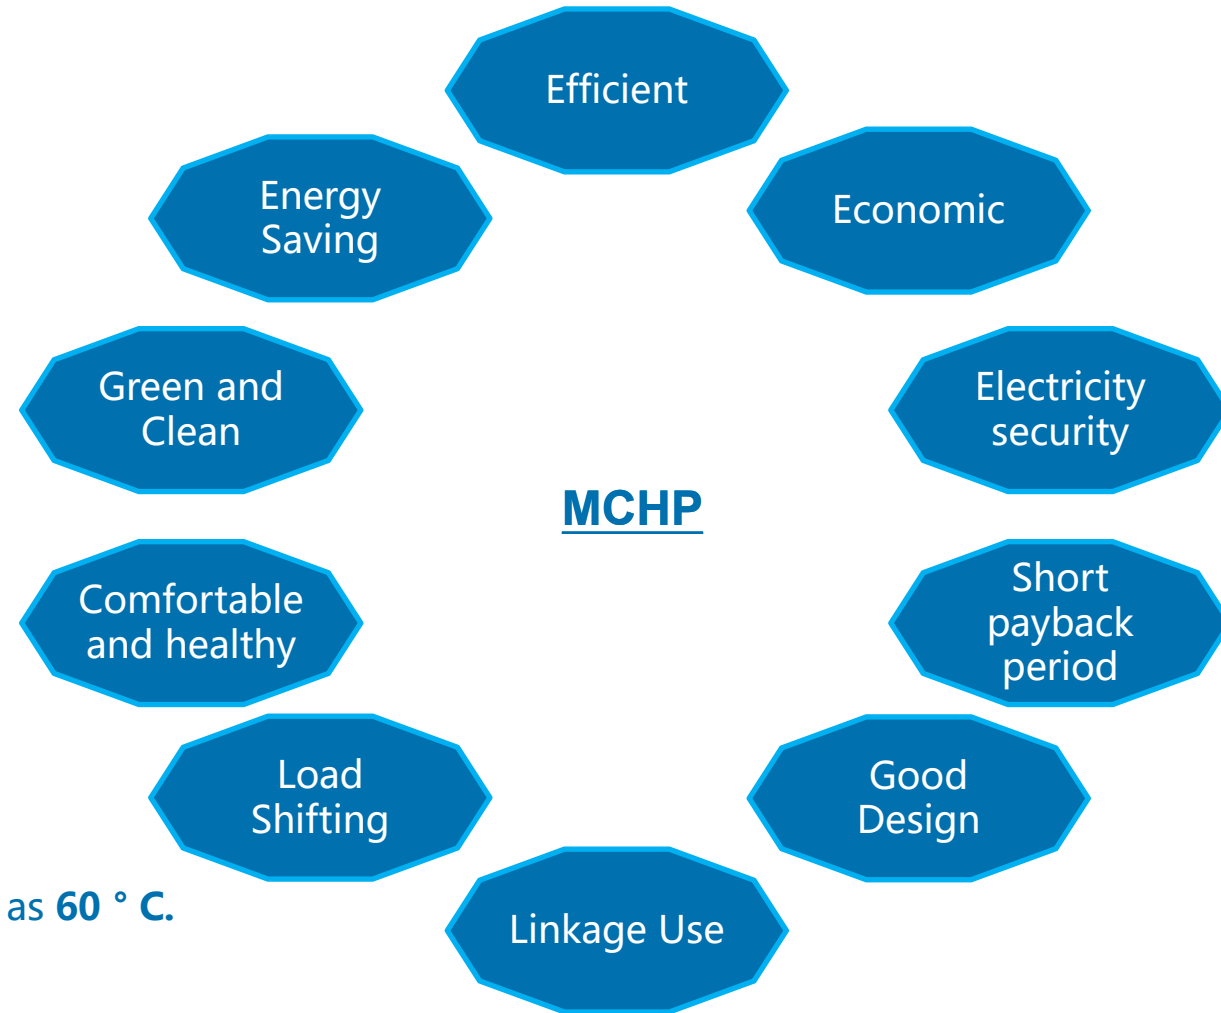 Efficient
Energy
Saving
Economic
Green and
Clean
Electricity
security
MCHP
Comfortable
and healthy
Short
payback
period
Load
Shifting
Good
Design
as 60 ° C.
Linkage Use